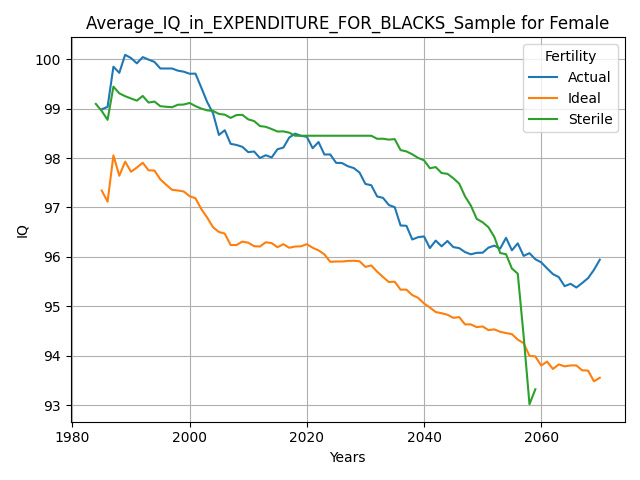 Average_IQ_in_EXPENDITURE_FOR_BLACKS_Sample for Female
Fertility
Actual
Ideal
Sterile
IQ
100
99
98
97
96
95
94
93
1980
2000
2020
2040
2060
Years